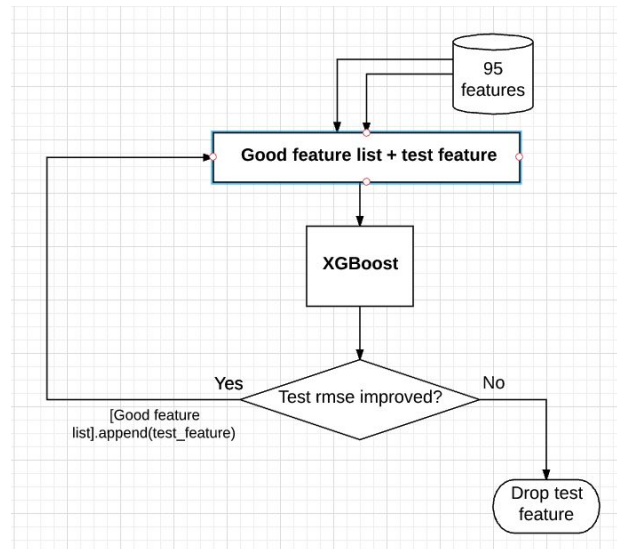 95
features
Good feature list + test feature
XGBoost
Test rmse improved?
Yes
No
[Good feature
list].append(test_feature)
Drop test
feature